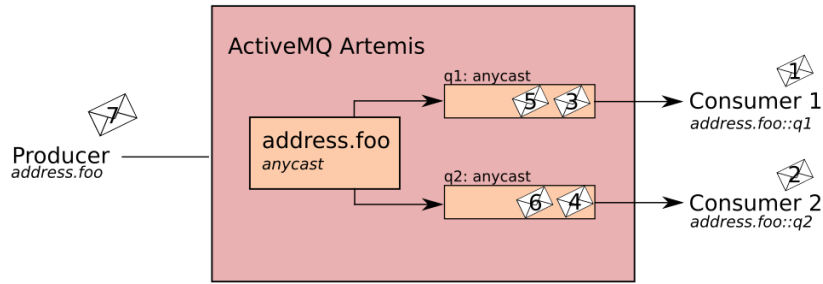 ActiveMQ Artemis
7
Producer
address.foo
address.foo
anycast
q1: anycast
5 3
q2: anycast
6 4
1
Consumer 1
address.foo::q1
2
Consumer 2
address.foo::q2